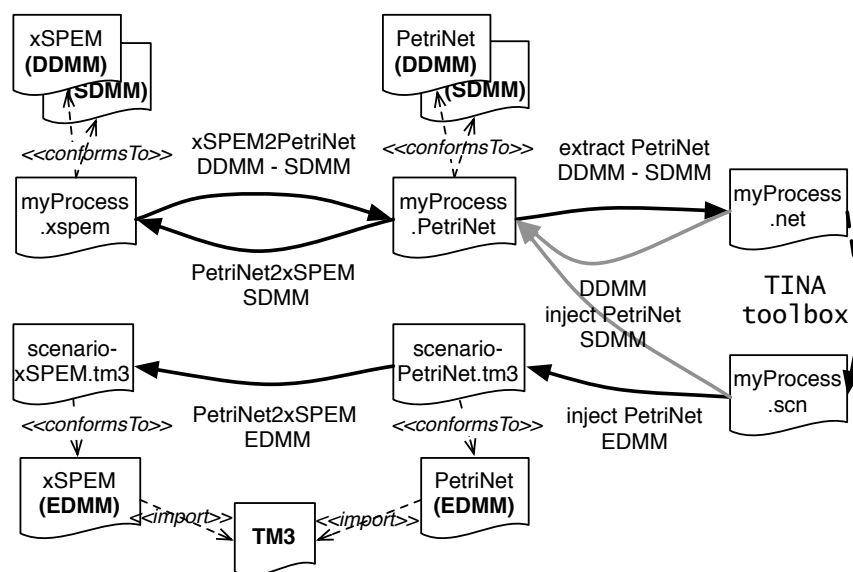 xSPEM
(DDMM)
(SDMM)
PetriNet
(DDMM)
(SDMM)
<<conformsTo>>
xSPEM2PetriNet
DDMM - SDMM
<<conformsTo>>
extract PetriNet
DDMM - SDMM
myProcess
.xspem
myProcess
.PetriNet
myProcess
.net
PetriNet2xSPEM
SDMM
DDMM
inject PetriNet
SDMM
TINA
toolbox
scenario-
xSPEM.tm3
scenario-
PetriNet.tm3
myProcess
.scn
<<conformsTo>>
PetriNet2xSPEM
EDMM
<<conformsTo>>
inject PetriNet
EDMM
xSPEM
(EDMM)
PetriNet
(EDMM)
<<import>>
<<import>>
TM3